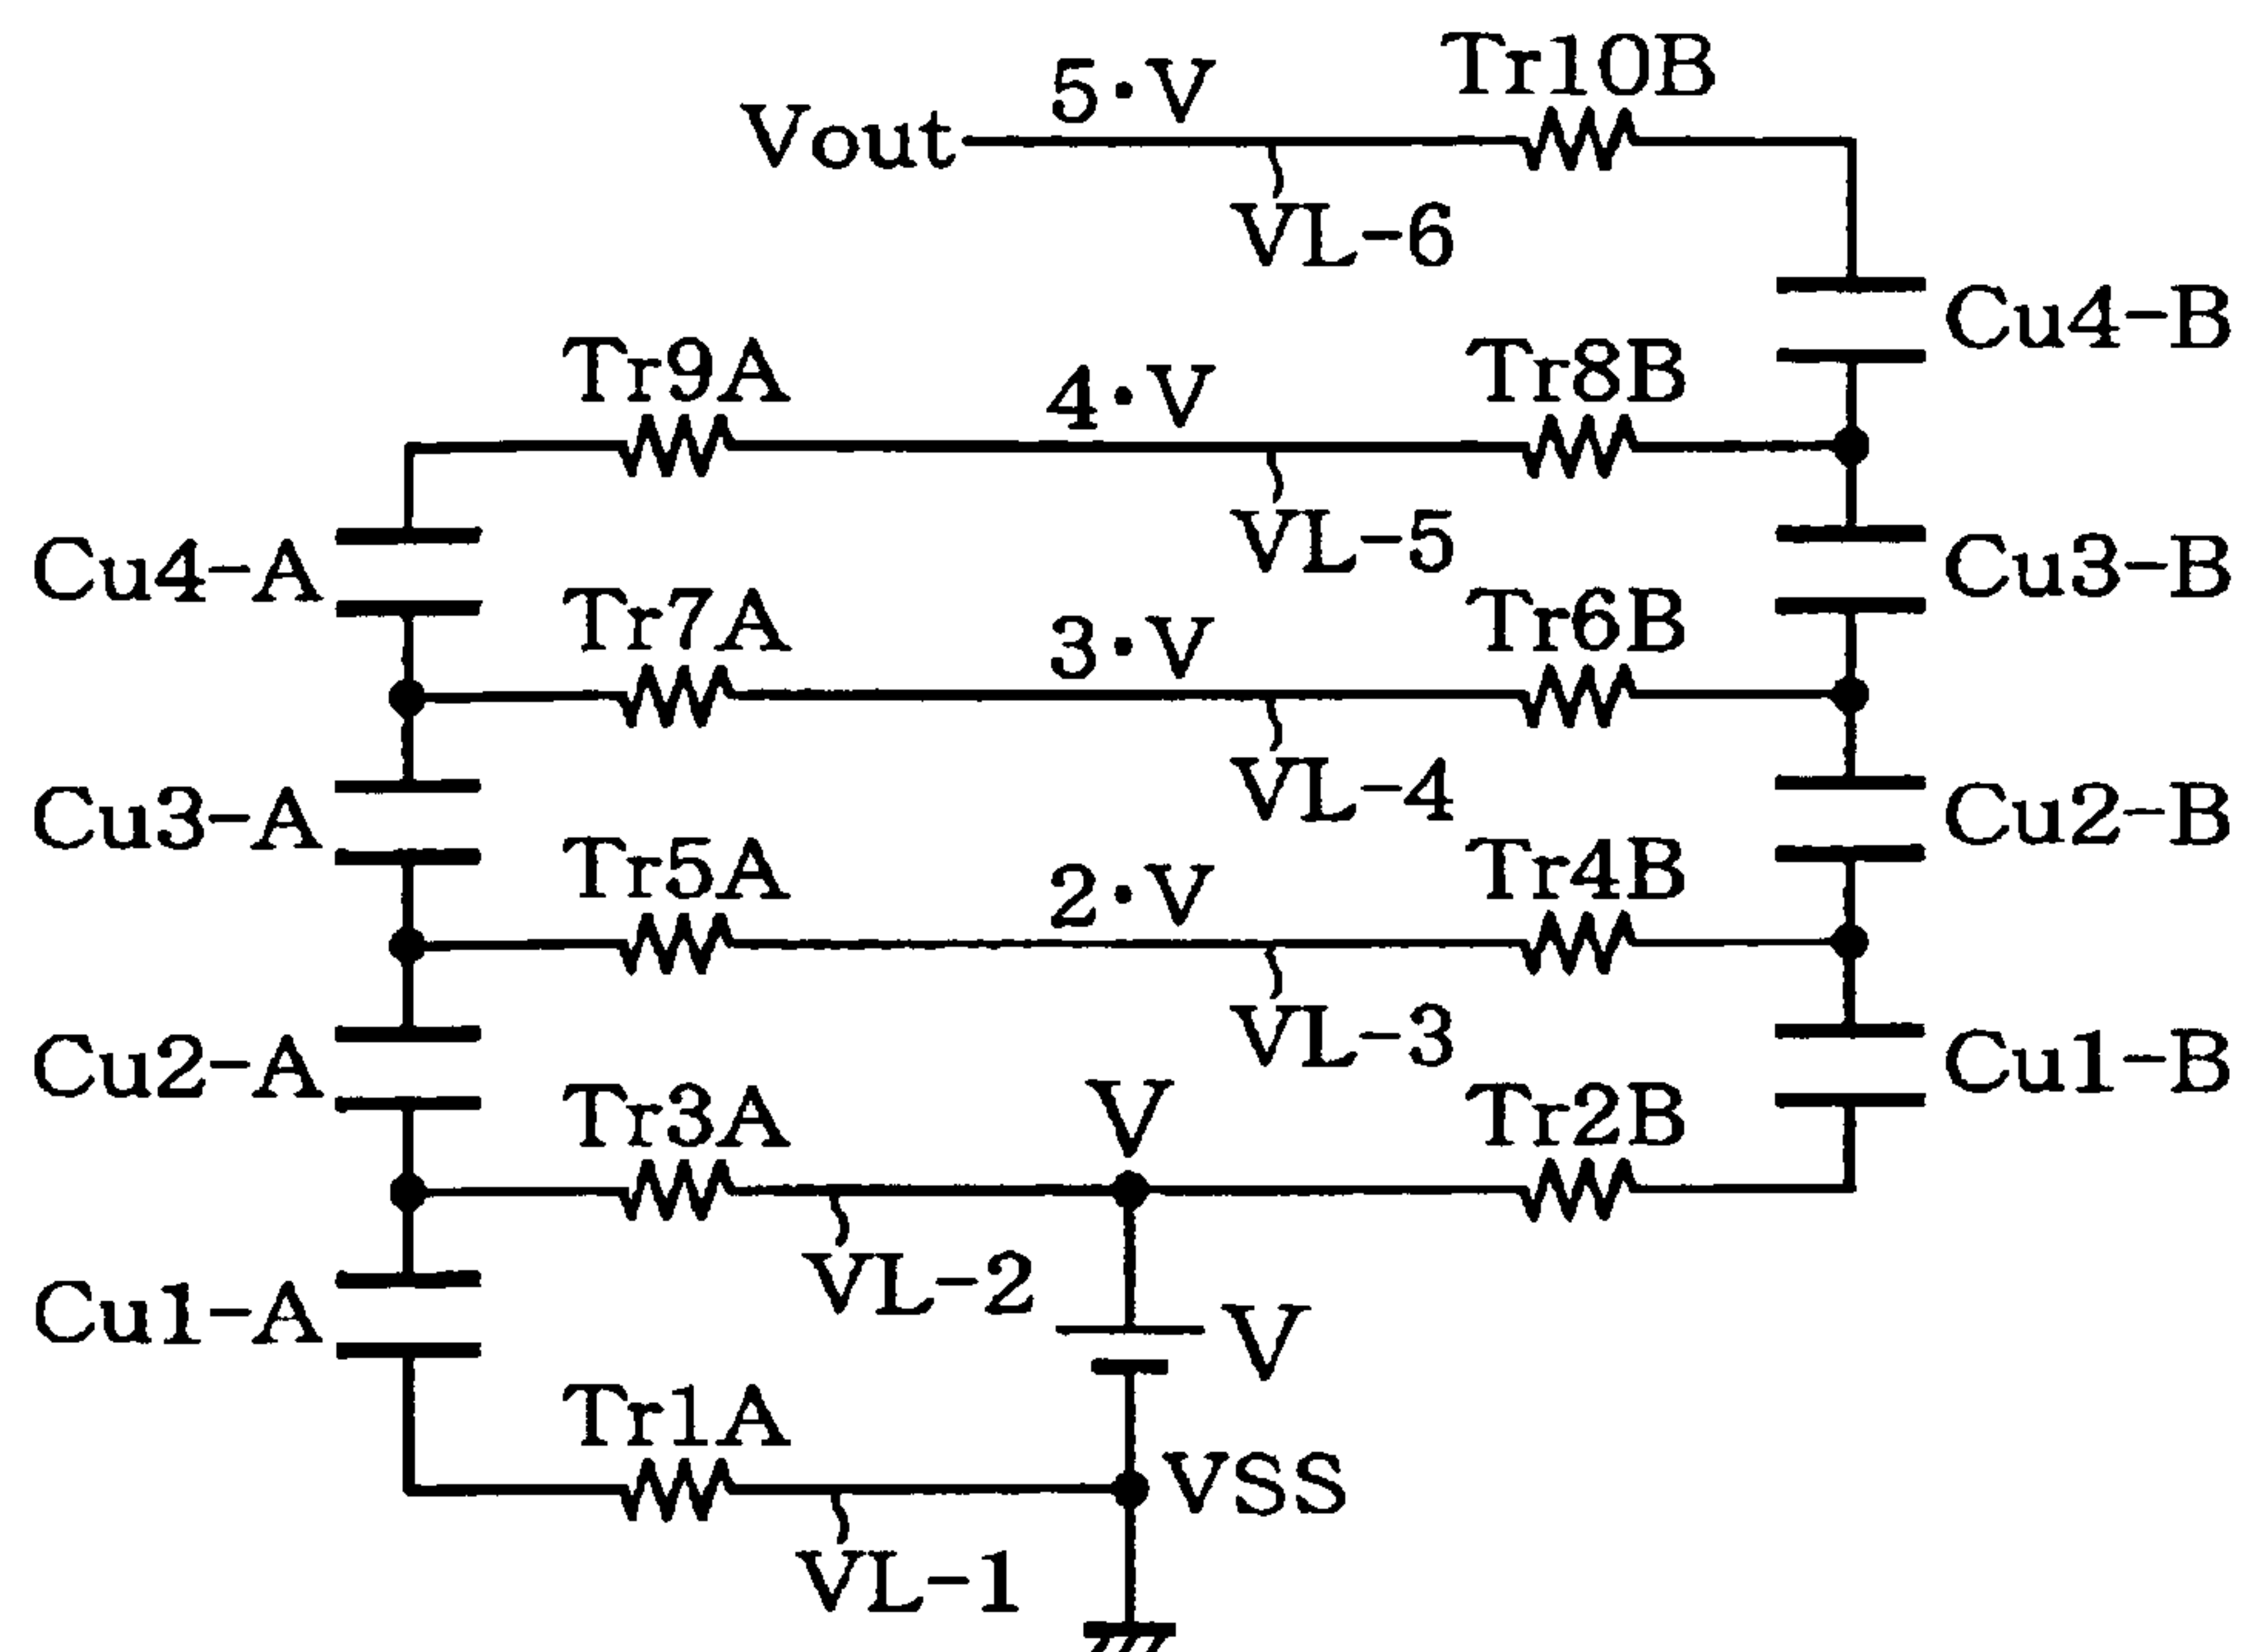 Tr10B
5·V
Vout
VL-6
Cu4-B
Tr9A
4·V
Tr8B
VL-5
Cu4-A
Cu3-B
Tr7A
3·V
Tr6B
VL-4
Cu3-A
Cu2-B
Tr5A
2·V
Tr4B
VL-3
Cu2-A
Cu1-B
Tr3A
V
Tr2B
VL-2
Cu1-A
V
Tr1A
VSS
VL-1